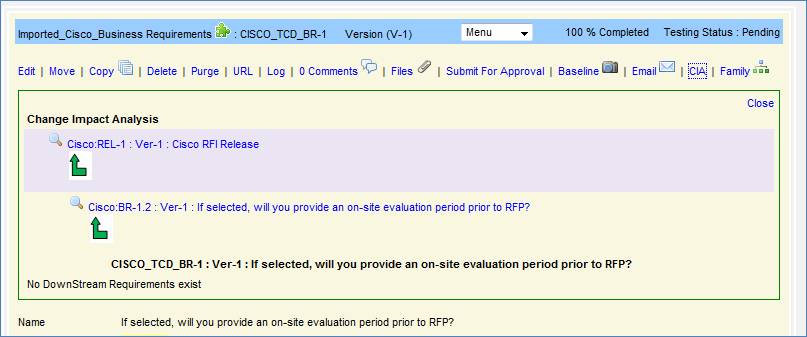 Imported_Cisco_Business Requirements : CISCO_TCD_BR-1 Version (V-1) Menu 100 % Completed Testing Status : Pending
Edit | Move | Copy | Delete | Purge | URL | Log | 0 Comments | Files | Submit For Approval | Baseline | Email | CIA | Family
Close
Change Impact Analysis
Cisco:REL-1 : Ver-1 : Cisco RFI Release
Cisco:BR-1.2 : Ver-1 : If selected, will you provide an on-site evaluation period prior to RFP?
CISCO_TCD_BR-1 : Ver-1 : If selected, will you provide an on-site evaluation period prior to RFP?
No DownStream Requirements exist
Name If selected, will you provide an on-site evaluation period prior to RFP?